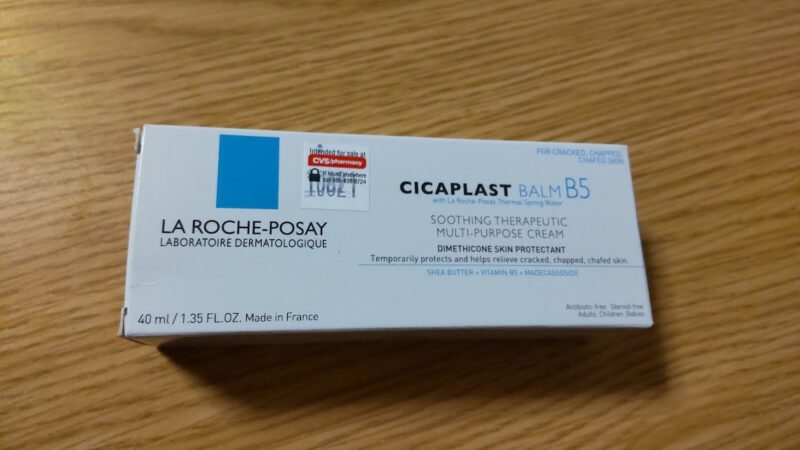 LA ROCHE-POSAY
LABORATOIRE DERMATOLOGIQUE
40 ml / 1.35 FL.OZ. Made in France
Intended for sale at
CVS/pharmacy
If found elsewhere
FOR CRACKED, CHAPPED,
CHAFED SKIN
CICAPLAST BALM B5
with La Roche-Posay Thermal Spring Water
SOOTHING THERAPEUTIC
MULTI-PURPOSE CREAM
DIMETHICONE SKIN PROTECTANT
Temporarily protects and helps relieve cracked, chapped, chafed skin
SHEA BUTTER + VITAMIN B5 + MADECASSOSIDE
Antibiotic-free Steroid-free
Adults, Children, Babies